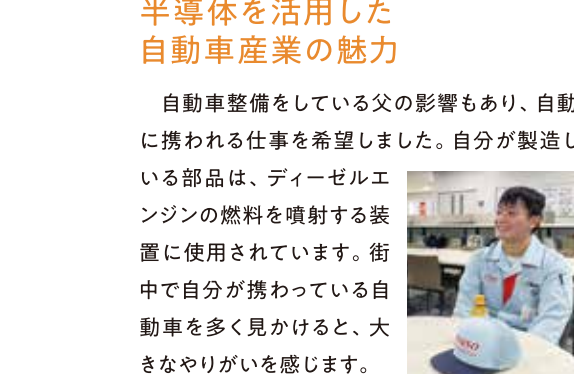 半導体を活用した
自動車産業の魅力
自動車整備をしている父の影響もあり、自動
に携われる仕事を希望しました。自分が製造し
いる部品は、ディーゼルエ
ンジンの燃料を噴射する装
置に使用されています。街
中で自分が携わっている自
動車を多く見かけると、大
きなやりがいを感じます。